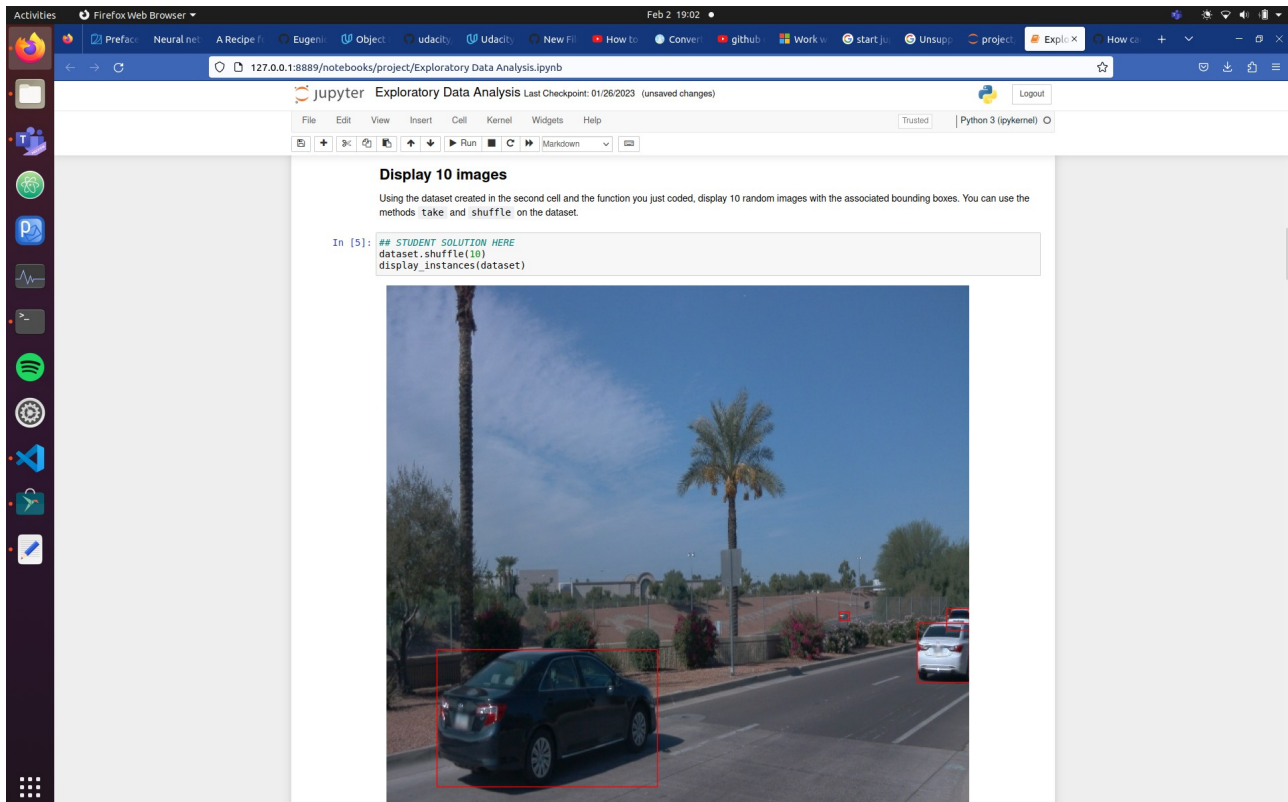 Activities Firefox Web Browser Feb 2 19:02
Preface Neural net A Recipe f Eugenic Object udacity Udacity New Fil How to Conver github Work w start ju Unsupp project Explo How ca
127.0.0.1:8889/notebooks/project/Exploratory Data Analysis.ipynb
jupyter Exploratory Data Analysis Last Checkpoint: 01/26/2023 (unsaved changes) Logout
File Edit View Insert Cell Kernel Widgets Help Trusted Python 3 (ipykernel)
Run Markdown
Display 10 images
Using the dataset created in the second cell and the function you just coded, display 10 random images with the associated bounding boxes. You can use the
methods take and shuffle on the dataset.
In [5]: ## STUDENT SOLUTION HERE
dataset.shuffle(10)
display_instances(dataset)